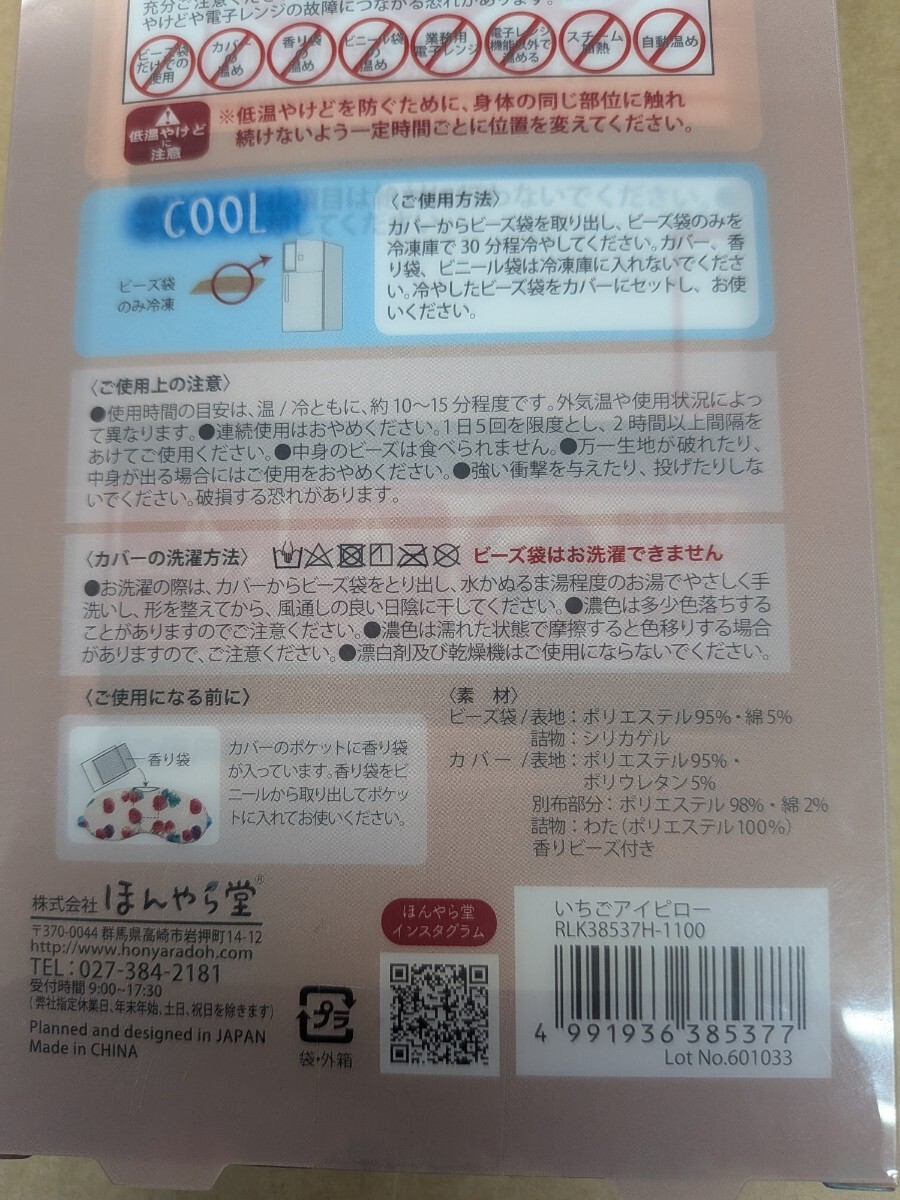 充分ご注意くだ
やけどや電子レンジの故障につながる恐れがあります。
ビーズ袋だけでの使用
カバーの温め
香り袋の温め
ビニール袋の温め
業務用電子レンジ
電子レンジ機能以外で温める
スチーム加熱
自動温め
低温やけどに注意
※低温やけどを防ぐために、身体の同じ部位に触れ
続けないよう一定時間ごとに位置を変えてください。
COOL
ビーズ袋
のみ冷凍
〈ご使用方法〉
カバーからビーズ袋を取り出し、ビーズ袋のみを
冷凍庫で30分程冷やしてください。カバー、香
り袋、ビニール袋は冷凍庫に入れないでくださ
い。冷やしたビーズ袋をカバーにセットし、お使
いください。
〈ご使用上の注意〉
●使用時間の目安は、温/冷ともに、約10〜15分程度です。外気温や使用状況によっ
て異なります。●連続使用はおやめください。1日5回を限度とし、2時間以上間隔を
あけてご使用ください。●中身のビーズは食べられません。●万一生地が破れたり、
中身が出る場合にはご使用をおやめください。●強い衝撃を与えたり、投げたりしな
いでください。破損する恐れがあります。
〈カバーの洗濯方法〉 ビーズ袋はお洗濯できません
●お洗濯の際は、カバーからビーズ袋をとり出し、水かぬるま湯程度のお湯でやさしく手
洗いし、形を整えてから、風通しの良い日陰に干してください。●濃色は多少色落ちする
ことがありますのでご注意ください。●濃色は濡れた状態で摩擦すると色移りする場合
がありますので、ご注意ください。●漂白剤及び乾燥機はご使用にならないでください。
〈ご使用になる前に〉
香り袋
カバーのポケットに香り袋
が入っています。香り袋をビ
ニールから取り出してポケッ
トに入れてお使いください。
〈素 材〉
ビーズ袋/表地：ポリエステル95%・綿5%
詰物：シリカゲル
カバー/表地：ポリエステル95%・
ポリウレタン5%
別布部分：ポリエステル98%・綿2%
詰物：わた(ポリエステル100%)
香りビーズ付き
株式会社 ほんやら堂®
〒370-0044 群馬県高崎市岩押町14-12
http://www.honyaradoh.com
TEL：027-384-2181
受付時間 9:00~17:30
(弊社指定休業日、年末年始、土日、祝日を除きます)
Planned and designed in JAPAN
Made in CHINA
プラ
袋・外箱
ほんやら堂
インスタグラム
いちごアイピロー
RLK38537H-1100
4 991936 385377
Lot No.601033